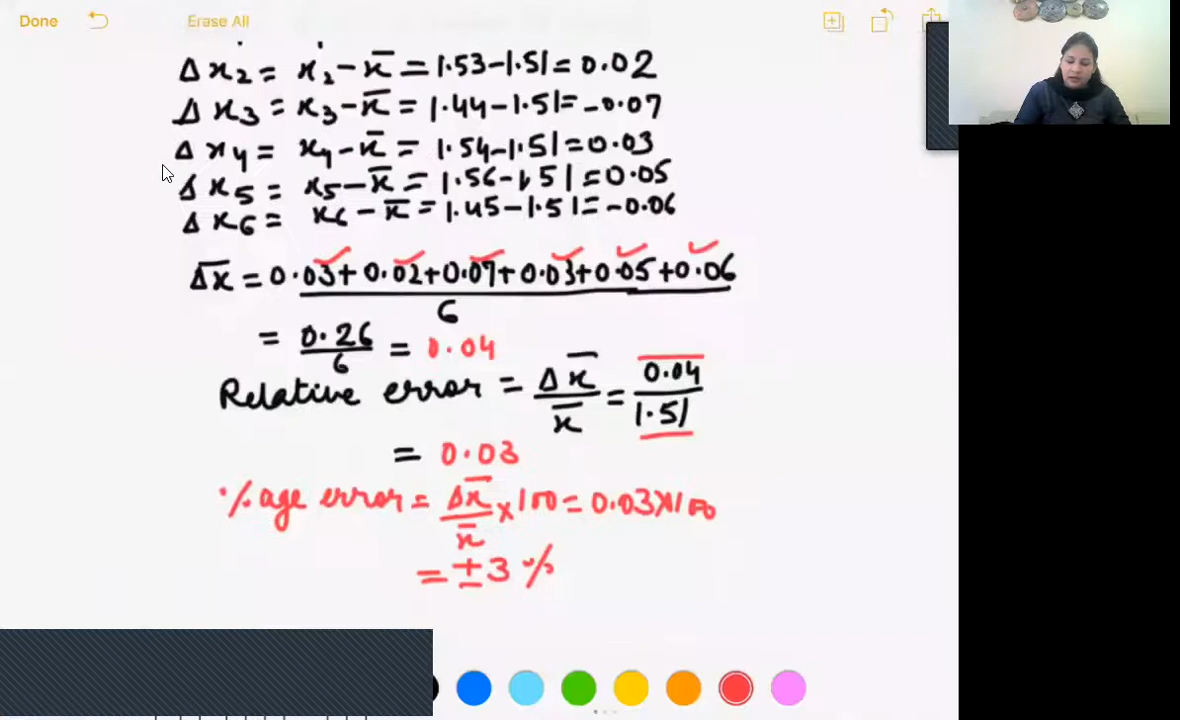 Done Erase All
Δx2 = x2 - x̅ = 1.53-1.51 = 0.02
Δx3 = x3 - x̅ = 1.44-1.51 = -0.07
Δx4 = x4 - x̅ = 1.54-1.51 = 0.03
Δx5 = x5 - x̅ = 1.56-1.51 = 0.05
Δx6 = x6 - x̅ = 1.45-1.51 = -0.06
Δ̅x̅ = 0.03+0.02+0.07+0.03+0.05+0.06
6
= 0.26/6 = 0.04
Relative error = Δx̅/x̅ = 0.04/1.51
= 0.03
%age error = Δx̅/x̅ × 100 = 0.03×100
= ±3%